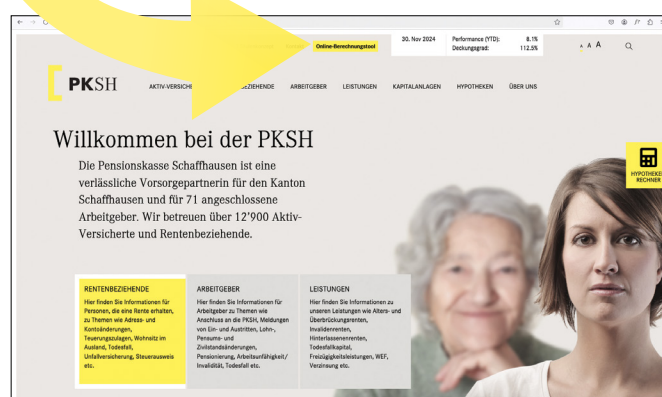 Online-Berechnungstool
30. Nov 2024
Performance (YTD): 8.1%
Deckungsgrad: 112.5%
A A A
PKSH
AKTIV-VERSICHE
EZIEHENDE
ARBEITGEBER
LEISTUNGEN
KAPITALANLAGEN
HYPOTHEKEN
ÜBER UNS
Willkommen bei der PKSH
Die Pensionskasse Schaffhausen ist eine
verlässliche Vorsorgepartnerin für den Kanton
Schaffhausen und für 71 angeschlossene
Arbeitgeber. Wir betreuen über 12'900 Aktiv-
Versicherte und Rentenbeziehende.
HYPOTHEKEN
RECHNER
RENTENBEZIEHENDE
Hier finden Sie Informationen für
Personen, die eine Rente erhalten,
zu Themen wie Adress- und
Kontoänderungen,
Teuerungszulagen, Wohnsitz im
Ausland, Todesfall,
Unfallversicherung, Steuerausweis
etc.
ARBEITGEBER
Hier finden Sie Informationen für
Arbeitgeber zu Themen wie
Anschluss an die PKSH, Meldungen
von Ein- und Austritten, Lohn-,
Pensums- und
Zivilstandsänderungen,
Pensionierung, Arbeitsunfähigkeit/
Invalidität, Todesfall etc.
LEISTUNGEN
Hier finden Sie Informationen zu
unseren Leistungen wie Alters- und
Überbrückungsrenten,
Invalidenrenten,
Hinterlassenenrenten,
Todesfallkapital,
Freizügigkeitsleistungen, WEF,
Verzinsung etc.